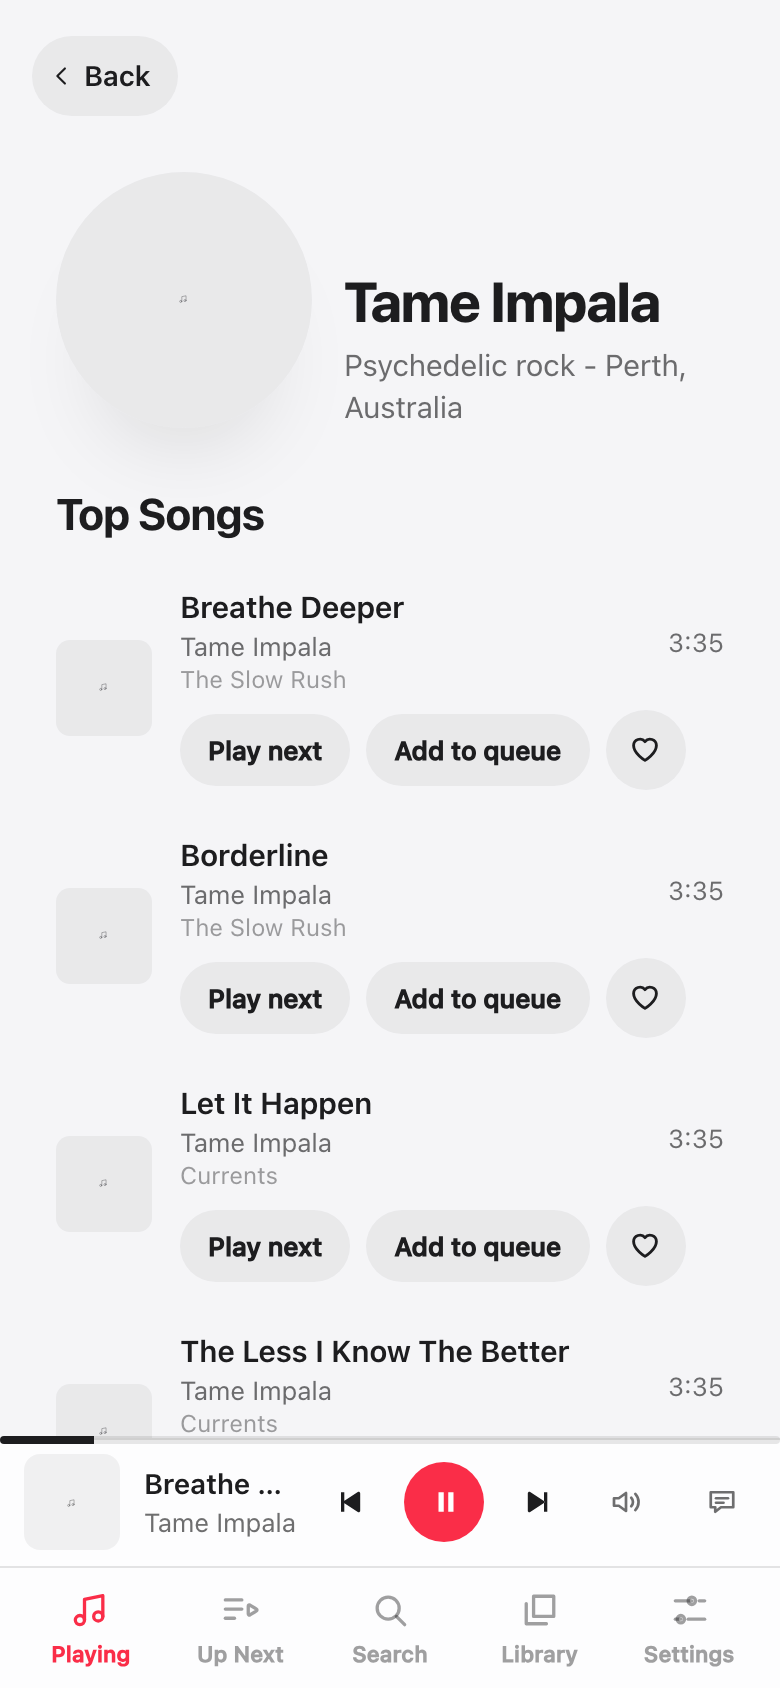 Back
Tame Impala
Psychedelic rock - Perth,
Australia
Top Songs
Breathe Deeper
Tame Impala
3:35
The Slow Rush
Play next
Add to queue
Borderline
Tame Impala
3:35
The Slow Rush
Play next
Add to queue
Let It Happen
Tame Impala
3:35
Currents
Play next
Add to queue
The Less I Know The Better
Tame Impala
3:35
Currents
Breathe ...
Tame Impala
Playing
Up Next
Search
Library
Settings